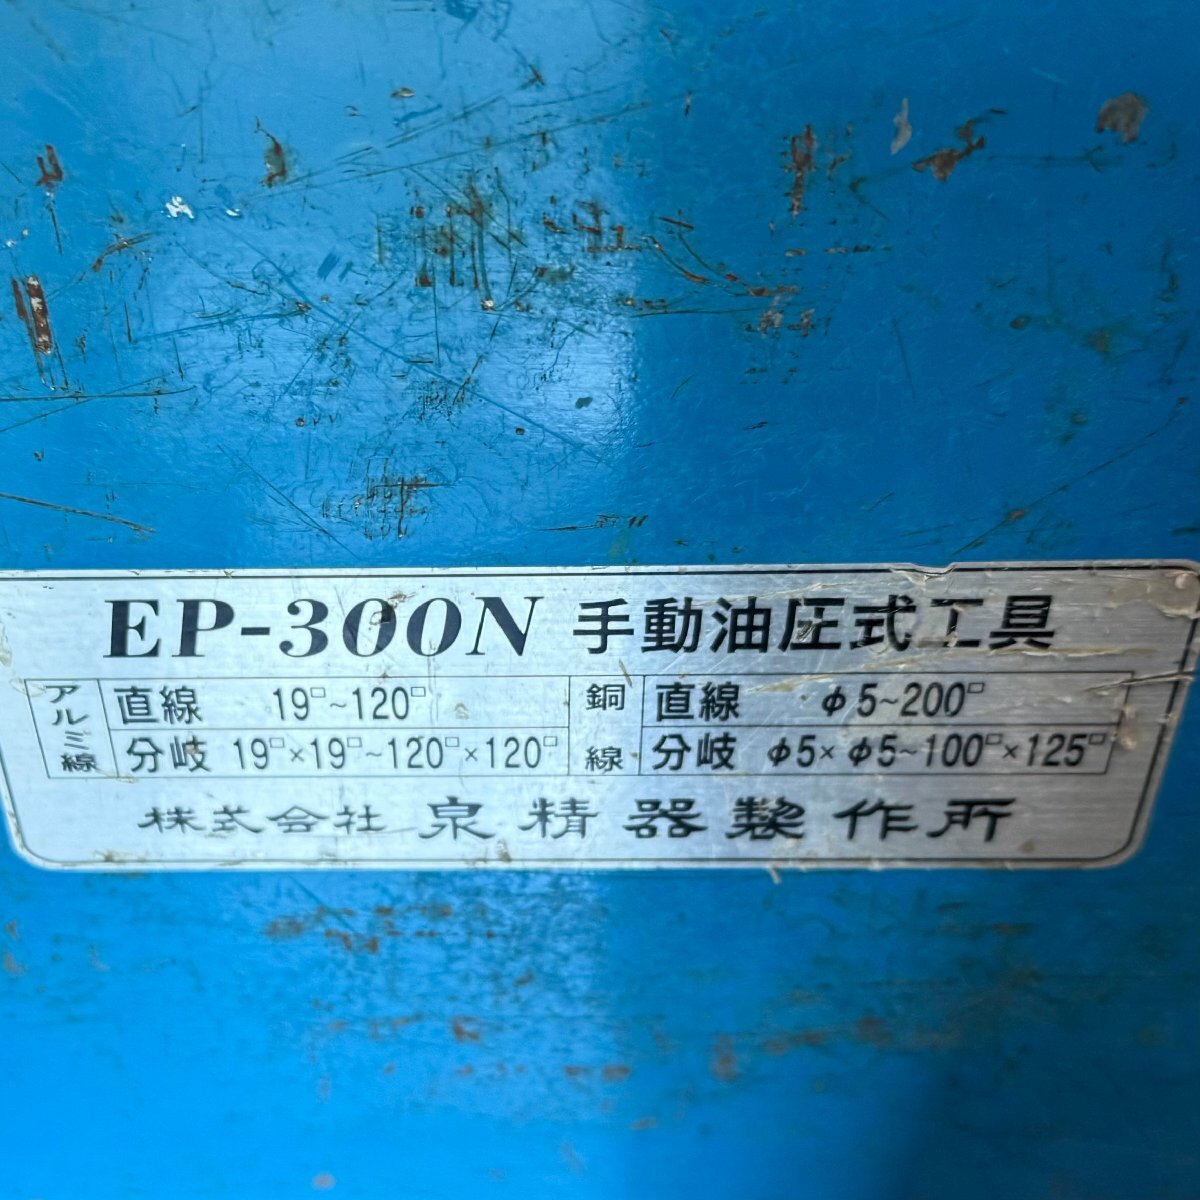 EP-300N 手動油圧式工具
アルミ線 直線 19□~120□ 銅線 直線 φ5~200□
分岐 19□×19□~120□×120□ 分岐 φ5×φ5~100□×125□
株式会社 泉精器製作所